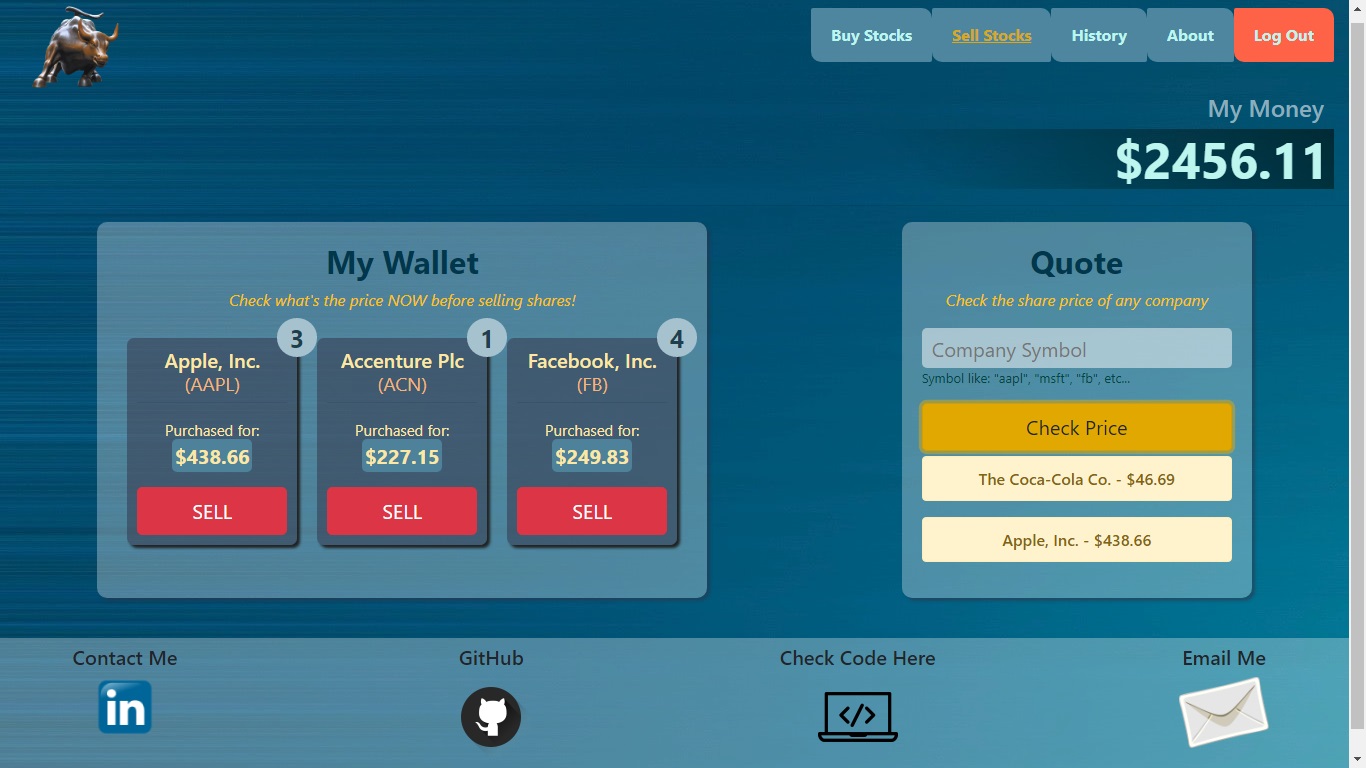 Buy Stocks
Sell Stocks
History
About
Log Out
My Money
$2456.11
My Wallet
Check what's the price NOW before selling shares!
3
Apple, Inc.
(AAPL)
Purchased for:
$438.66
SELL
1
Accenture Plc
(ACN)
Purchased for:
$227.15
SELL
4
Facebook, Inc.
(FB)
Purchased for:
$249.83
SELL
Quote
Check the share price of any company
Company Symbol
Symbol like: "aapl", "msft", "fb", etc...
Check Price
The Coca-Cola Co. - $46.69
Apple, Inc. - $438.66
Contact Me
in
GitHub
Check Code Here
</>
Email Me